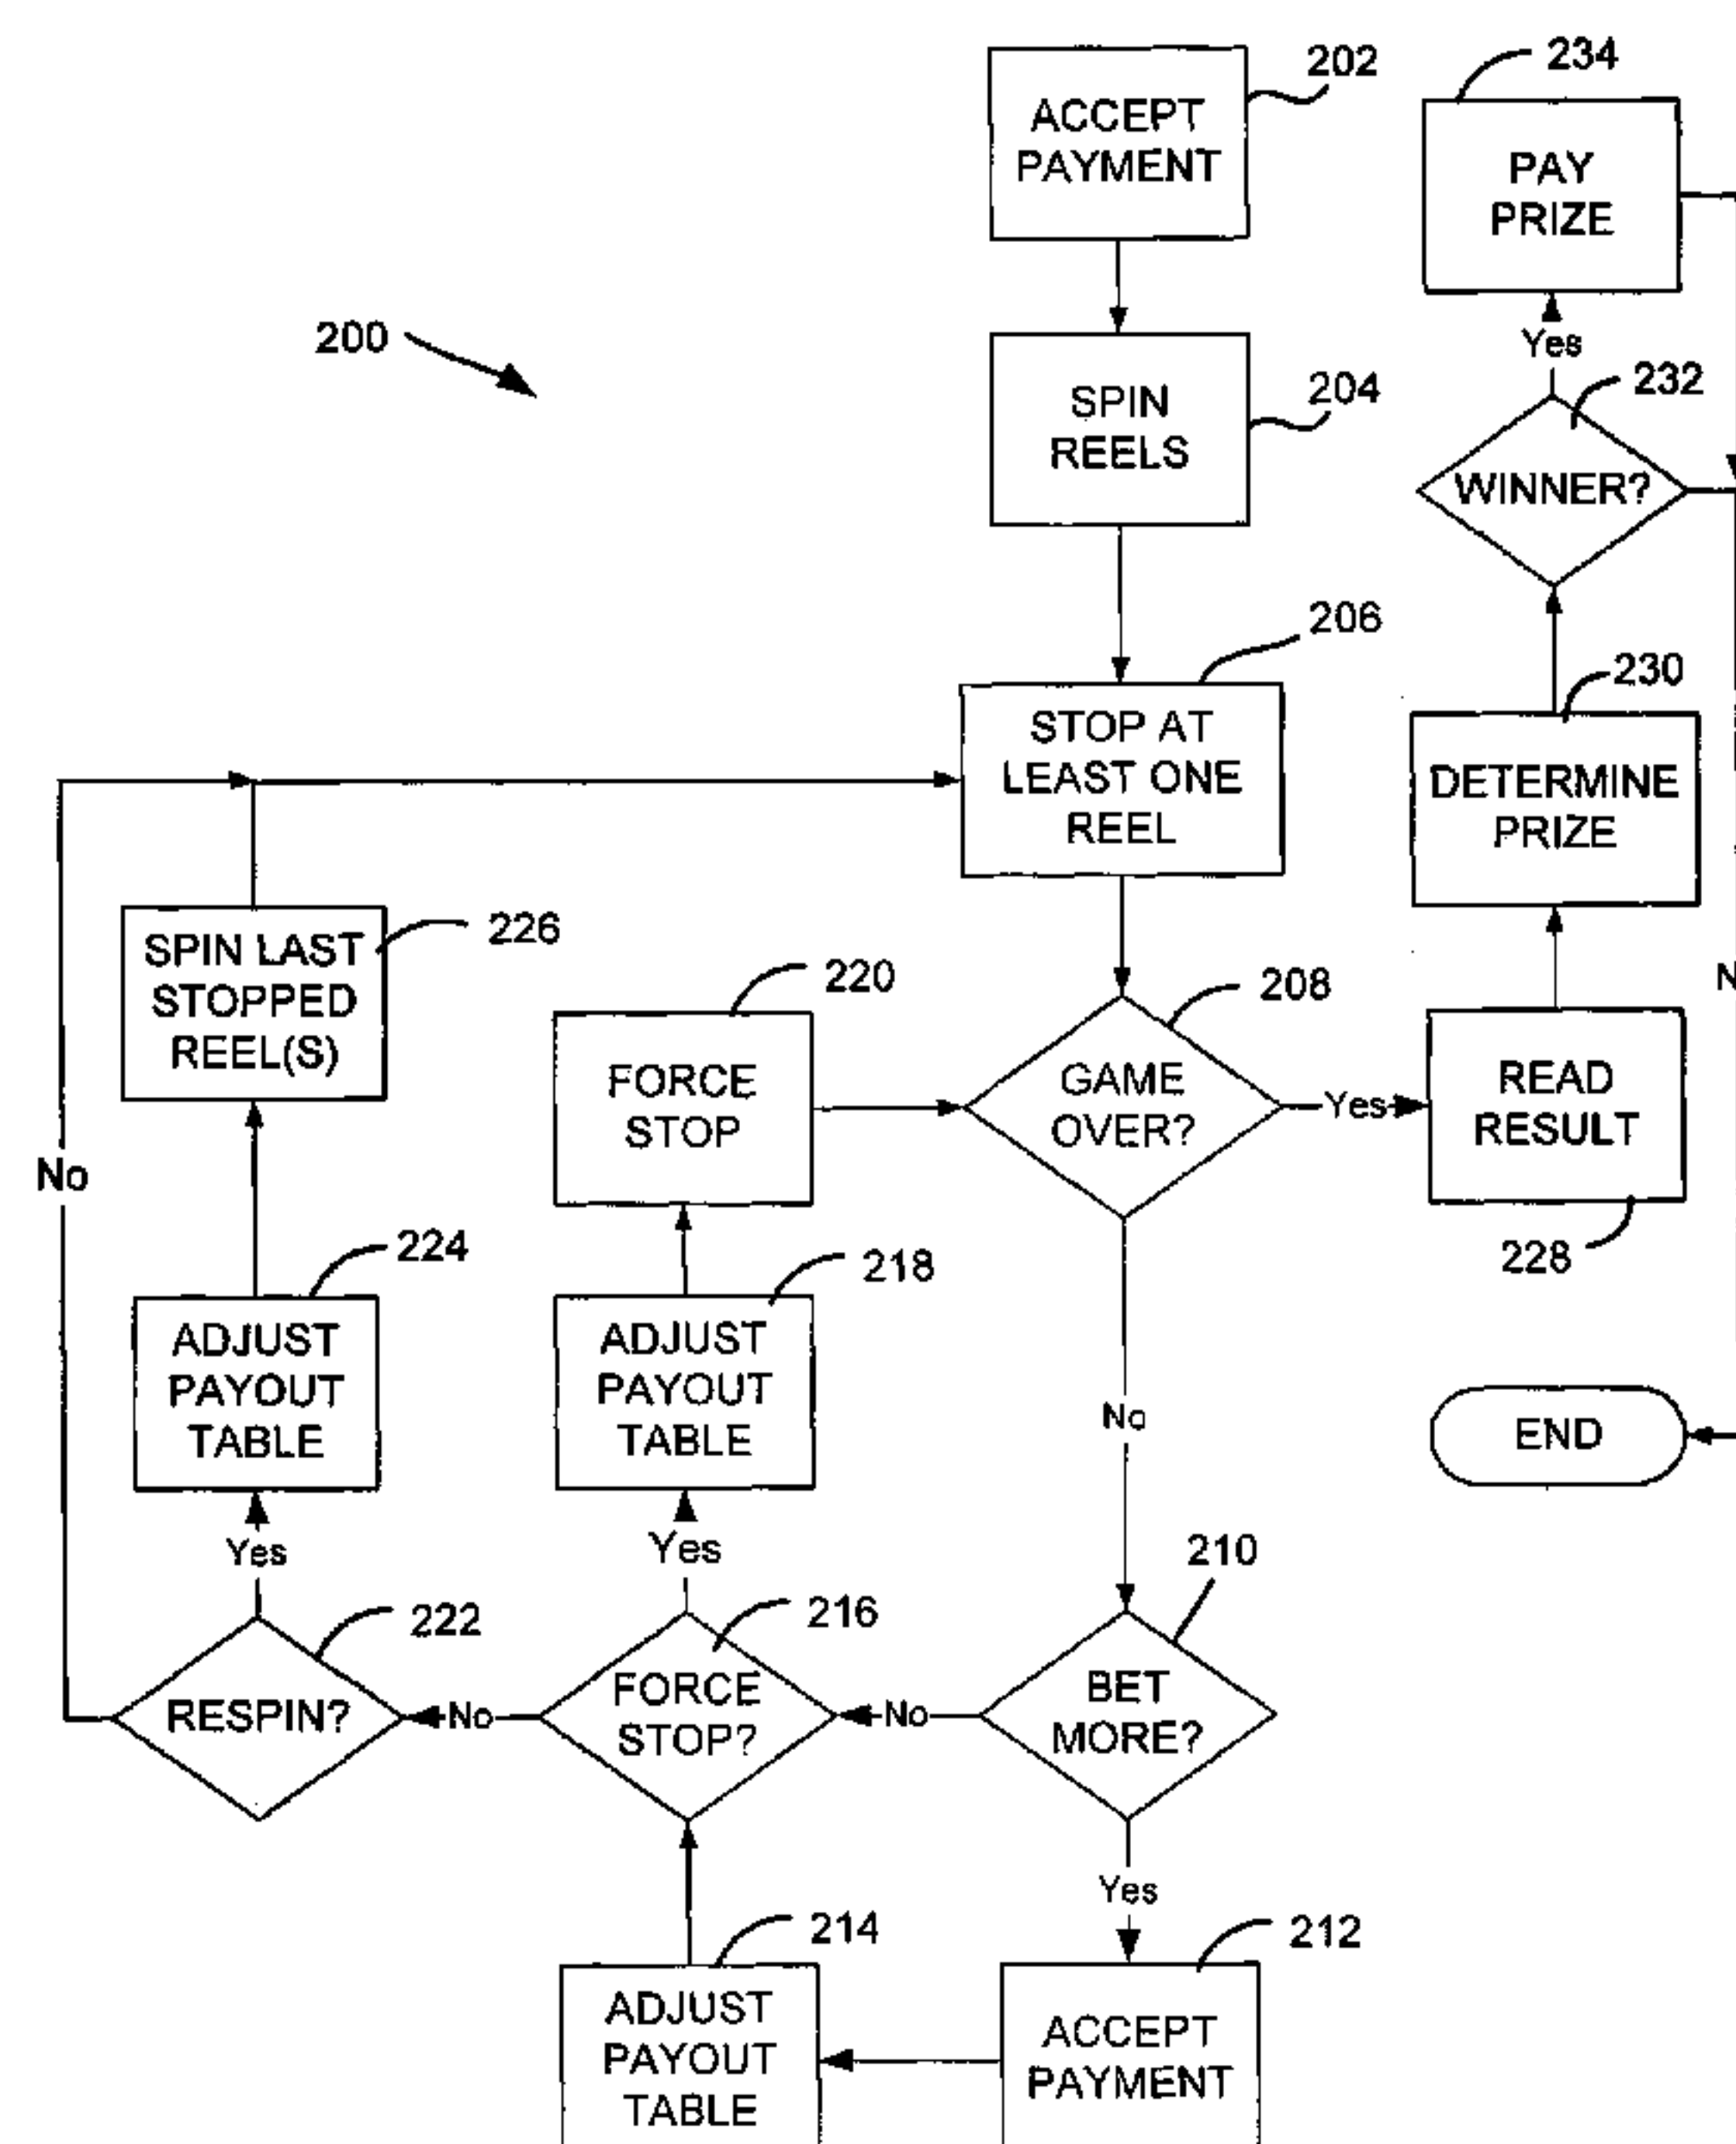 202
ACCEPT
PAYMENT
234
PAY
PRIZE
200
204
SPIN
REELS
Yes
232
WINNER?
206
STOP AT
LEAST ONE
REEL
230
DETERMINE
PRIZE
226
SPIN LAST
STOPPED
REEL(S)
220
FORCE
STOP
208
GAME
OVER?
Yes
READ
RESULT
228
No
224
ADJUST
PAYOUT
TABLE
218
ADJUST
PAYOUT
TABLE
No
END
Yes
222
RESPIN?
No
Yes
216
FORCE
STOP?
No
210
BET
MORE?
Yes
214
ADJUST
PAYOUT
TABLE
212
ACCEPT
PAYMENT